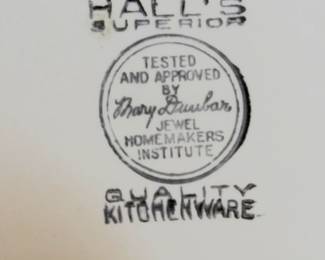 HALL'S
SUPERIOR
TESTED
AND APPROVED
BY
Mary Dunbar
JEWEL
HOMEMAKERS
INSTITUTE
QUALITY
KITCHENWARE